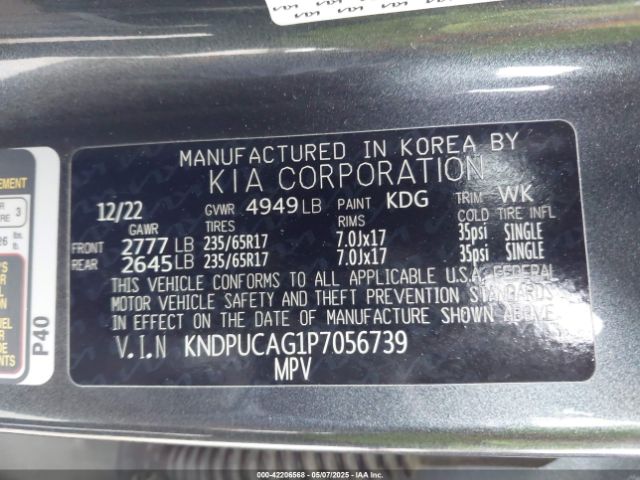 MANUFACTURED IN KOREA BY
KIA CORPORATION
12/22 GVWR 4949 LB PAINT KDG TRIM WK
GAWR TIRES RIMS COLD TIRE INFL
FRONT 2777 LB 235/65R17 7.0Jx17 35psi SINGLE
REAR 2645 LB 235/65R17 7.0Jx17 35psi SINGLE
THIS VEHICLE CONFORMS TO ALL APPLICABLE U.S.A. FEDERAL
MOTOR VEHICLE SAFETY AND THEFT PREVENTION STANDARDS
IN EFFECT ON THE DATE OF MANUFACTURE SHOWN ABOVE.
V.I.N KNDPUCAG1P7056739
MPV
P40
3
000-42206568 - 05/07/2025 - IAAI.COM